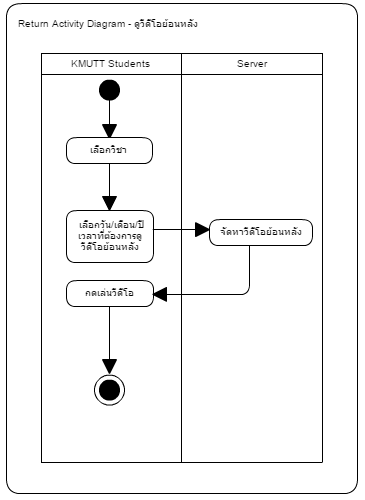 Return Activity Diagram - ดูวิดีโอย้อนหลัง
KMUTT Students
Server
เลือกวิชา
เลือกวัน/เดือน/ปี
เวลาที่ต้องการดู
วิดีโอย้อนหลัง
จัดหาวิดีโอย้อนหลัง
กดเล่นวิดีโอ